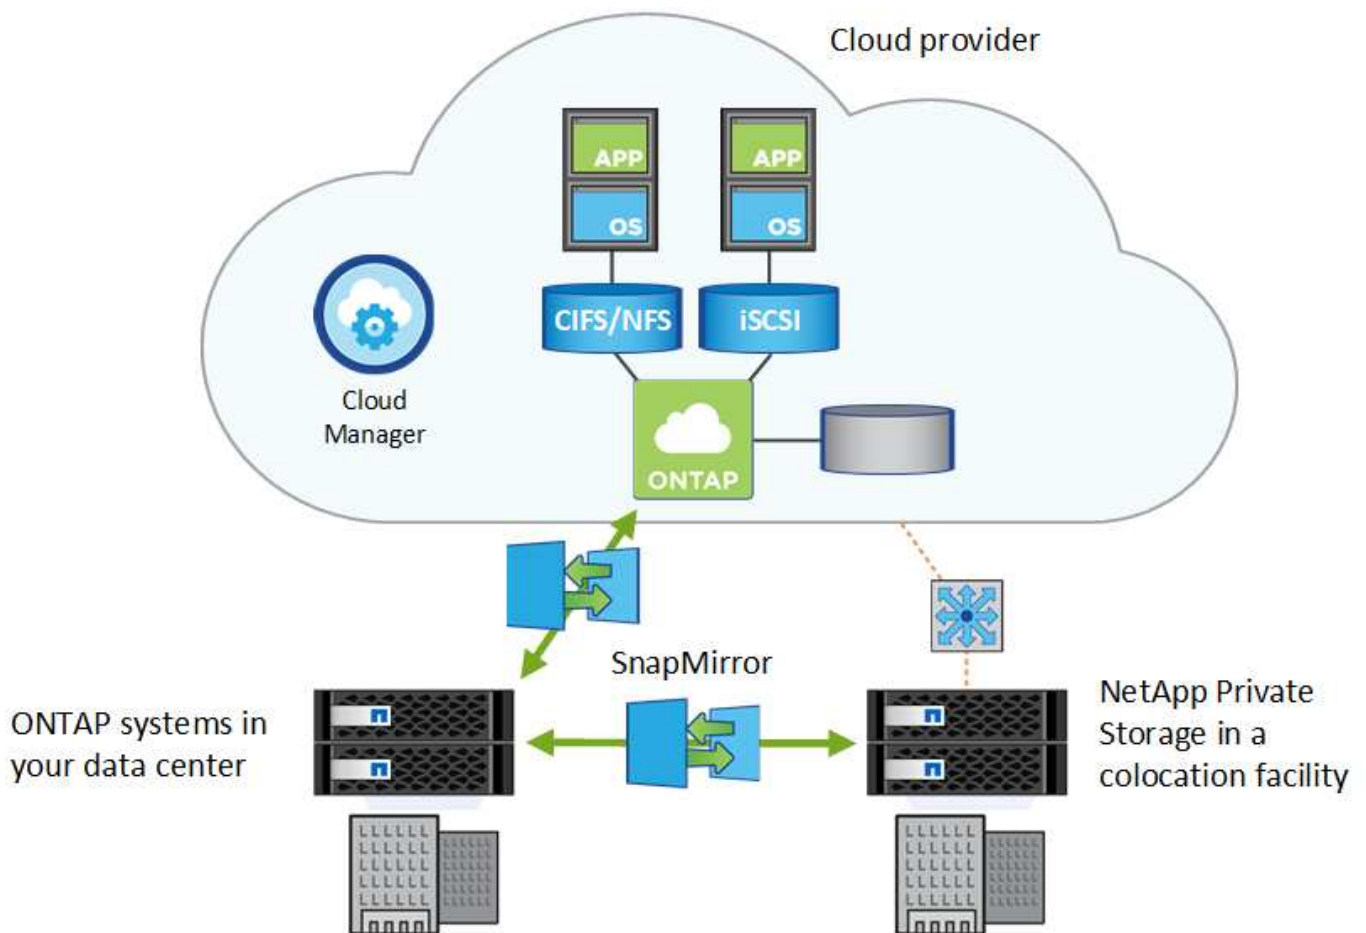 Cloud provider
APP
APP
OS
OS
CIFS/NFS
iSCSI
Cloud
Manager
ONTAP
SnapMirror
ONTAP systems in
your data center
NetApp Private
Storage in a
colocation facility